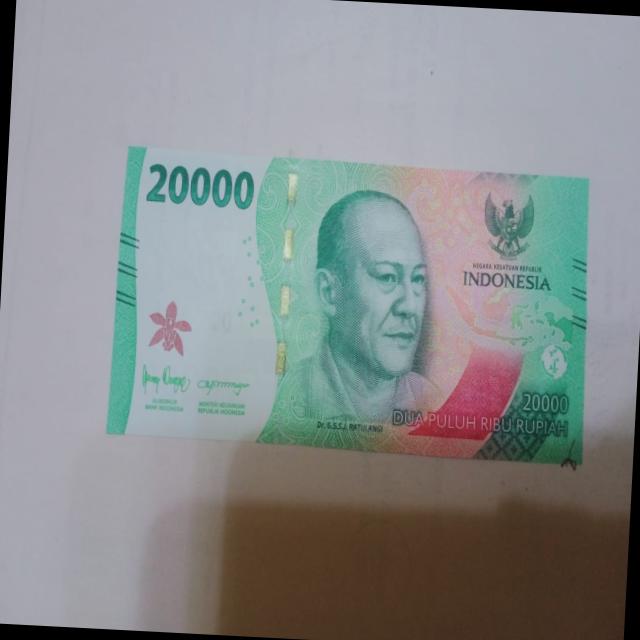 20000
NEGARA KESATUAN REPUBLIK
INDONESIA
GUBERNUR
BANK INDONESIA
MENTERI KEUANGAN
REPUBLIK INDONESIA
Dr. G.S.S.J. RATULANGI
20000
DUA PULUH RIBU RUPIAH